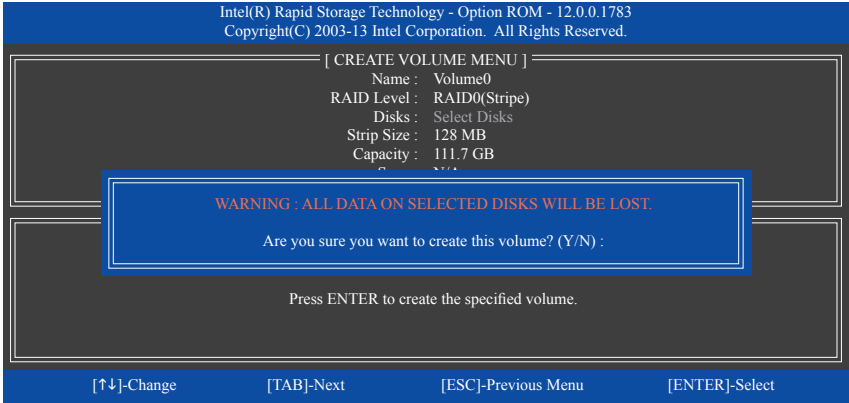 Intel(R) Rapid Storage Technology - Option ROM - 12.0.0.1783
Copyright(C) 2003-13 Intel Corporation. All Rights Reserved.
[ CREATE VOLUME MENU ]
Name : Volume0
RAID Level : RAID0(Stripe)
Disks : Select Disks
Strip Size : 128 MB
Capacity : 111.7 GB
WARNING : ALL DATA ON SELECTED DISKS WILL BE LOST.
Are you sure you want to create this volume? (Y/N) :
Press ENTER to create the specified volume.
[↑↓]-Change [TAB]-Next [ESC]-Previous Menu [ENTER]-Select